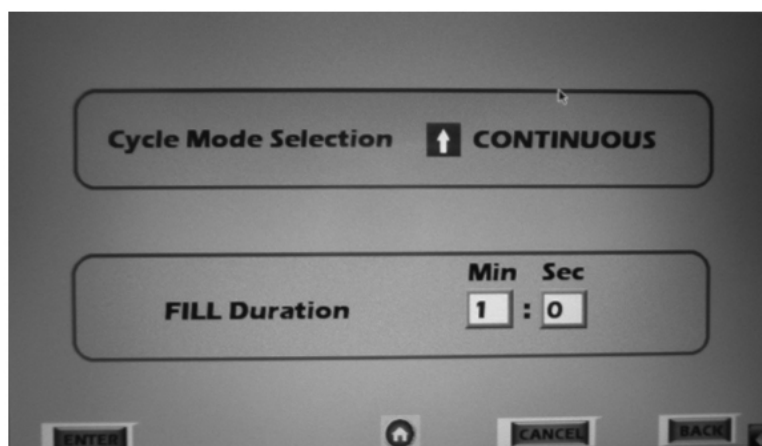 Cycle Mode Selection CONTINUOUS
Min Sec
FILL Duration 1 : 0
ENTER CANCEL BACK